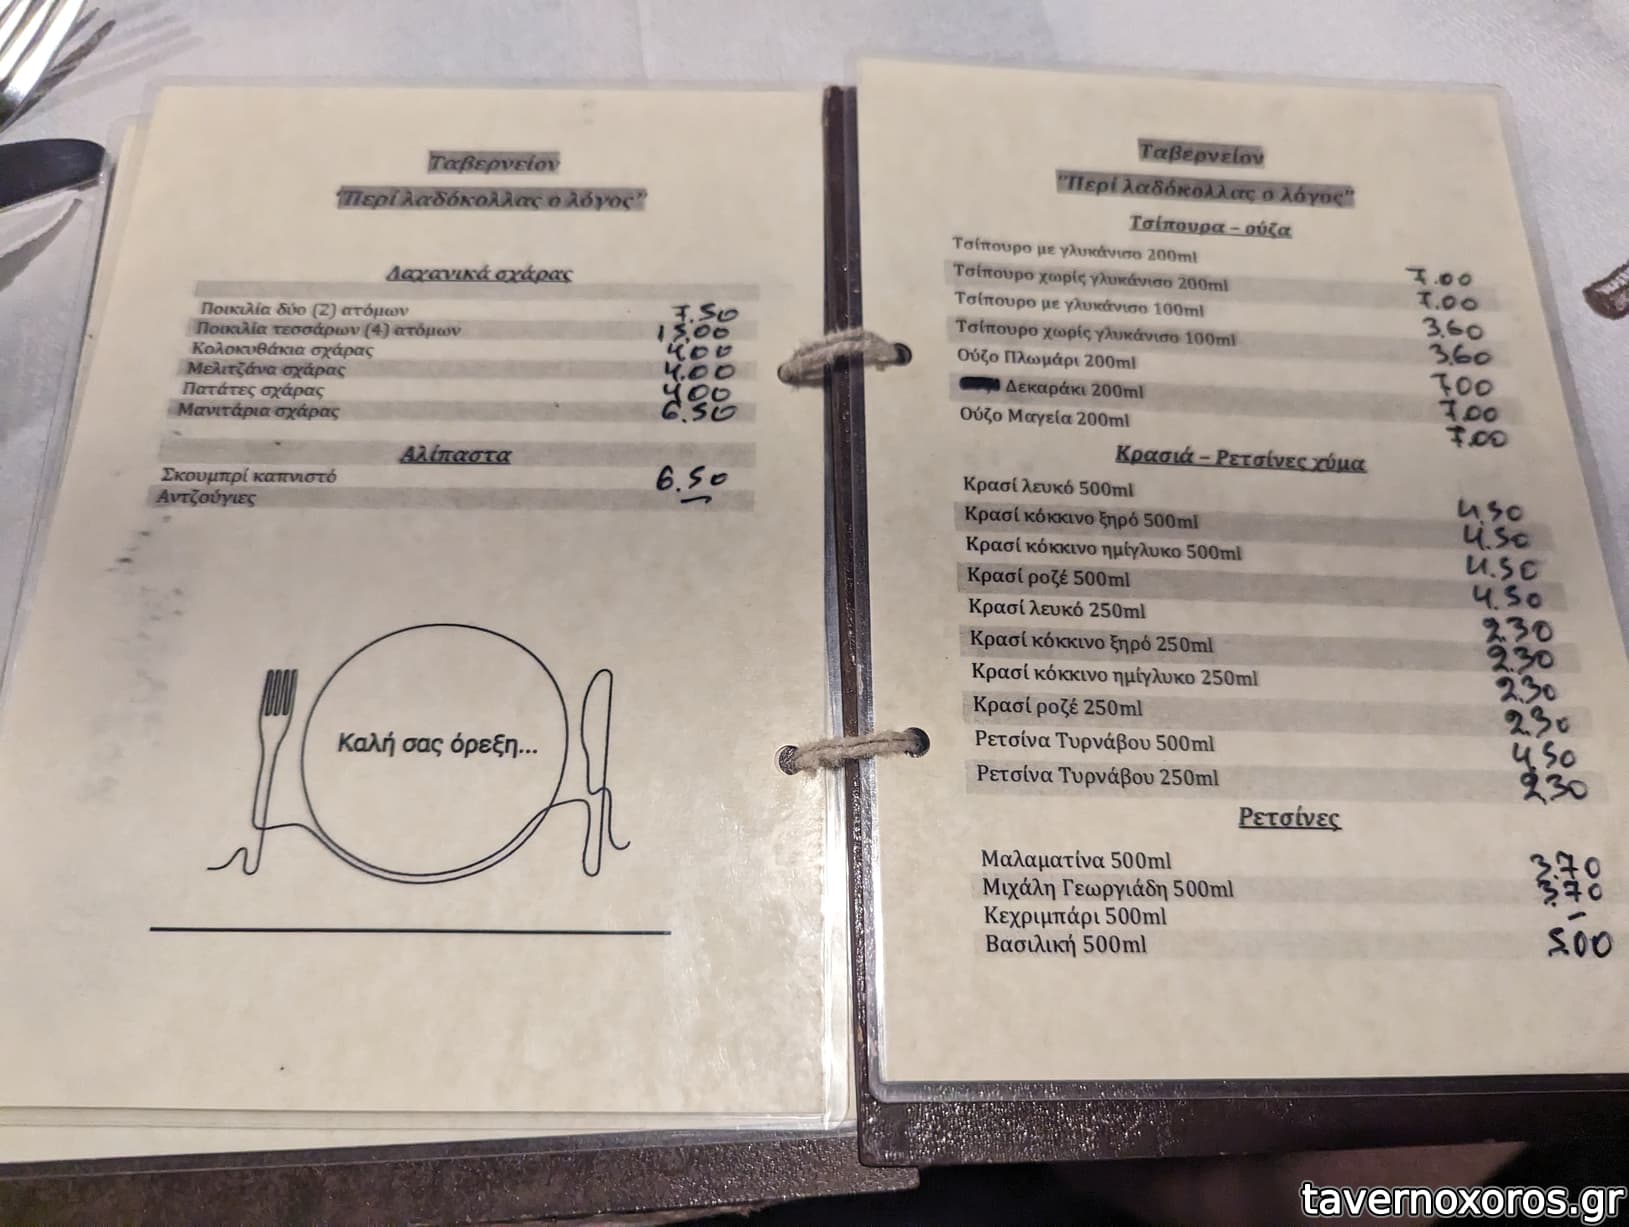 Ταβερνείον
"Περί λαδόκολλας ο λόγος"
Λαχανικά σχάρας
Ποικιλία δύο (2) ατόμων 7.50
Ποικιλία τεσσάρων (4) ατόμων 15.00
Κολοκυθάκια σχάρας 4.00
Μελιτζάνα σχάρας 4.00
Πατάτες σχάρας 4.00
Μανιτάρια σχάρας 6.50
Αλίπαστα
Σκουμπρί καπνιστό 6.50
Αντζούγιες –
Καλή σας όρεξη...
Ταβερνείον
"Περί λαδόκολλας ο λόγος"
Τσίπουρα – ούζα
Τσίπουρο με γλυκάνισο 200ml 7.00
Τσίπουρο χωρίς γλυκάνισο 200ml 7.00
Τσίπουρο με γλυκάνισο 100ml 3.60
Τσίπουρο χωρίς γλυκάνισο 100ml 3.60
Ούζο Πλωμάρι 200ml 7.00
Δεκαράκι 200ml 7.00
Ούζο Μαγεία 200ml 7.00
Κρασιά – Ρετσίνες χύμα
Κρασί λευκό 500ml 4.50
Κρασί κόκκινο ξηρό 500ml 4.50
Κρασί κόκκινο ημίγλυκο 500ml 4.50
Κρασί ροζέ 500ml 4.50
Κρασί λευκό 250ml 2.30
Κρασί κόκκινο ξηρό 250ml 2.30
Κρασί κόκκινο ημίγλυκο 250ml 2.30
Κρασί ροζέ 250ml 2.30
Ρετσίνα Τυρνάβου 500ml 4.50
Ρετσίνα Τυρνάβου 250ml 2.30
Ρετσίνες
Μαλαματίνα 500ml 3.70
Μιχάλη Γεωργιάδη 500ml 3.70
Κεχριμπάρι 500ml –
Βασιλική 500ml 5.00
tavernoxoros.gr